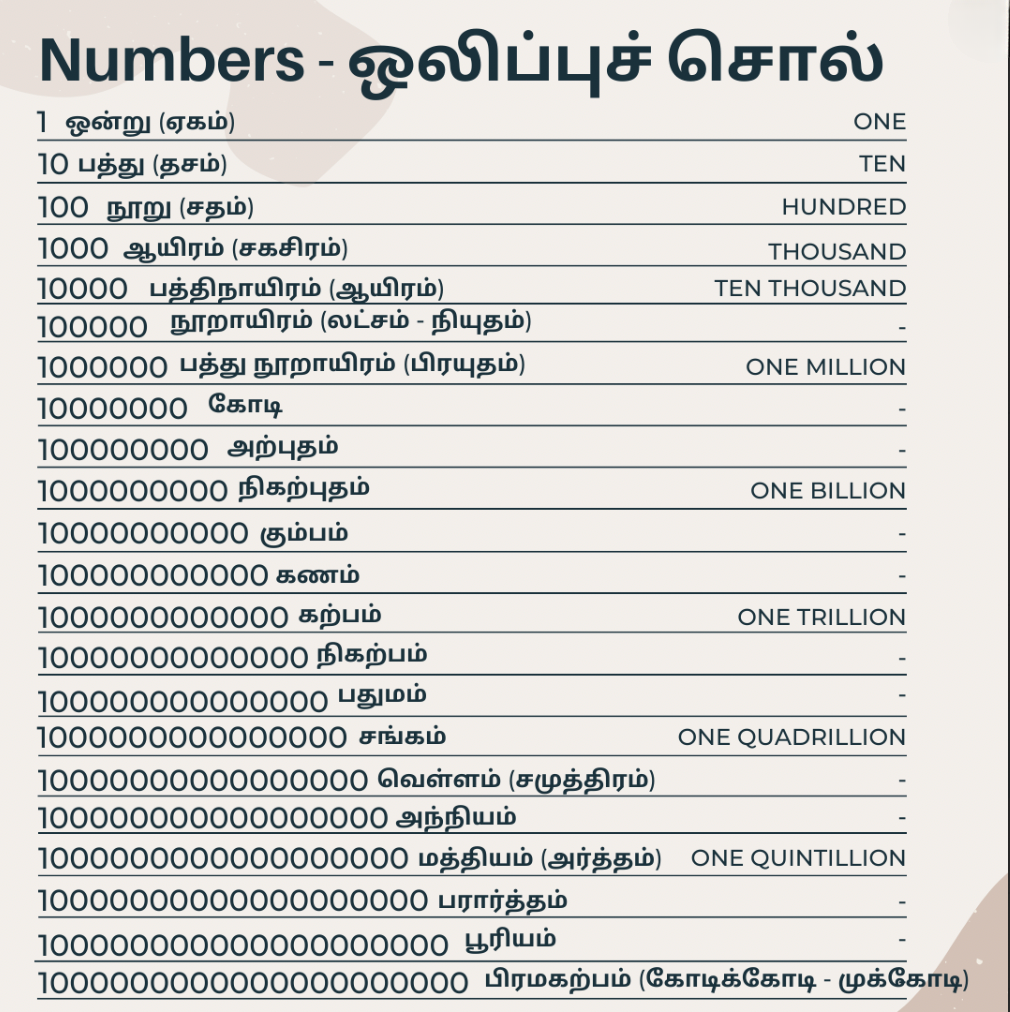 Numbers - ஒலிப்புச் சொல்
1 ஒன்று (ஏகம்) ONE
10 பத்து (தசம்) TEN
100 நூறு (சதம்) HUNDRED
1000 ஆயிரம் (சகசிரம்) THOUSAND
10000 பத்திநாயிரம் (ஆயிரம்) TEN THOUSAND
100000 நூறாயிரம் (லட்சம் - நியுதம்) -
1000000 பத்து நூறாயிரம் (பிரயுதம்) ONE MILLION
10000000 கோடி -
100000000 அற்புதம் -
1000000000 நிகற்புதம் ONE BILLION
10000000000 கும்பம் -
100000000000 கணம் -
1000000000000 கற்பம் ONE TRILLION
10000000000000 நிகற்பம் -
100000000000000 பதுமம் -
1000000000000000 சங்கம் ONE QUADRILLION
10000000000000000 வெள்ளம் (சமுத்திரம்) -
100000000000000000 அந்நியம் -
1000000000000000000 மத்தியம் (அர்த்தம்) ONE QUINTILLION
10000000000000000000 பரார்த்தம் -
100000000000000000000 பூரியம் -
1000000000000000000000 பிரமகற்பம் (கோடிக்கோடி - முக்கோடி)